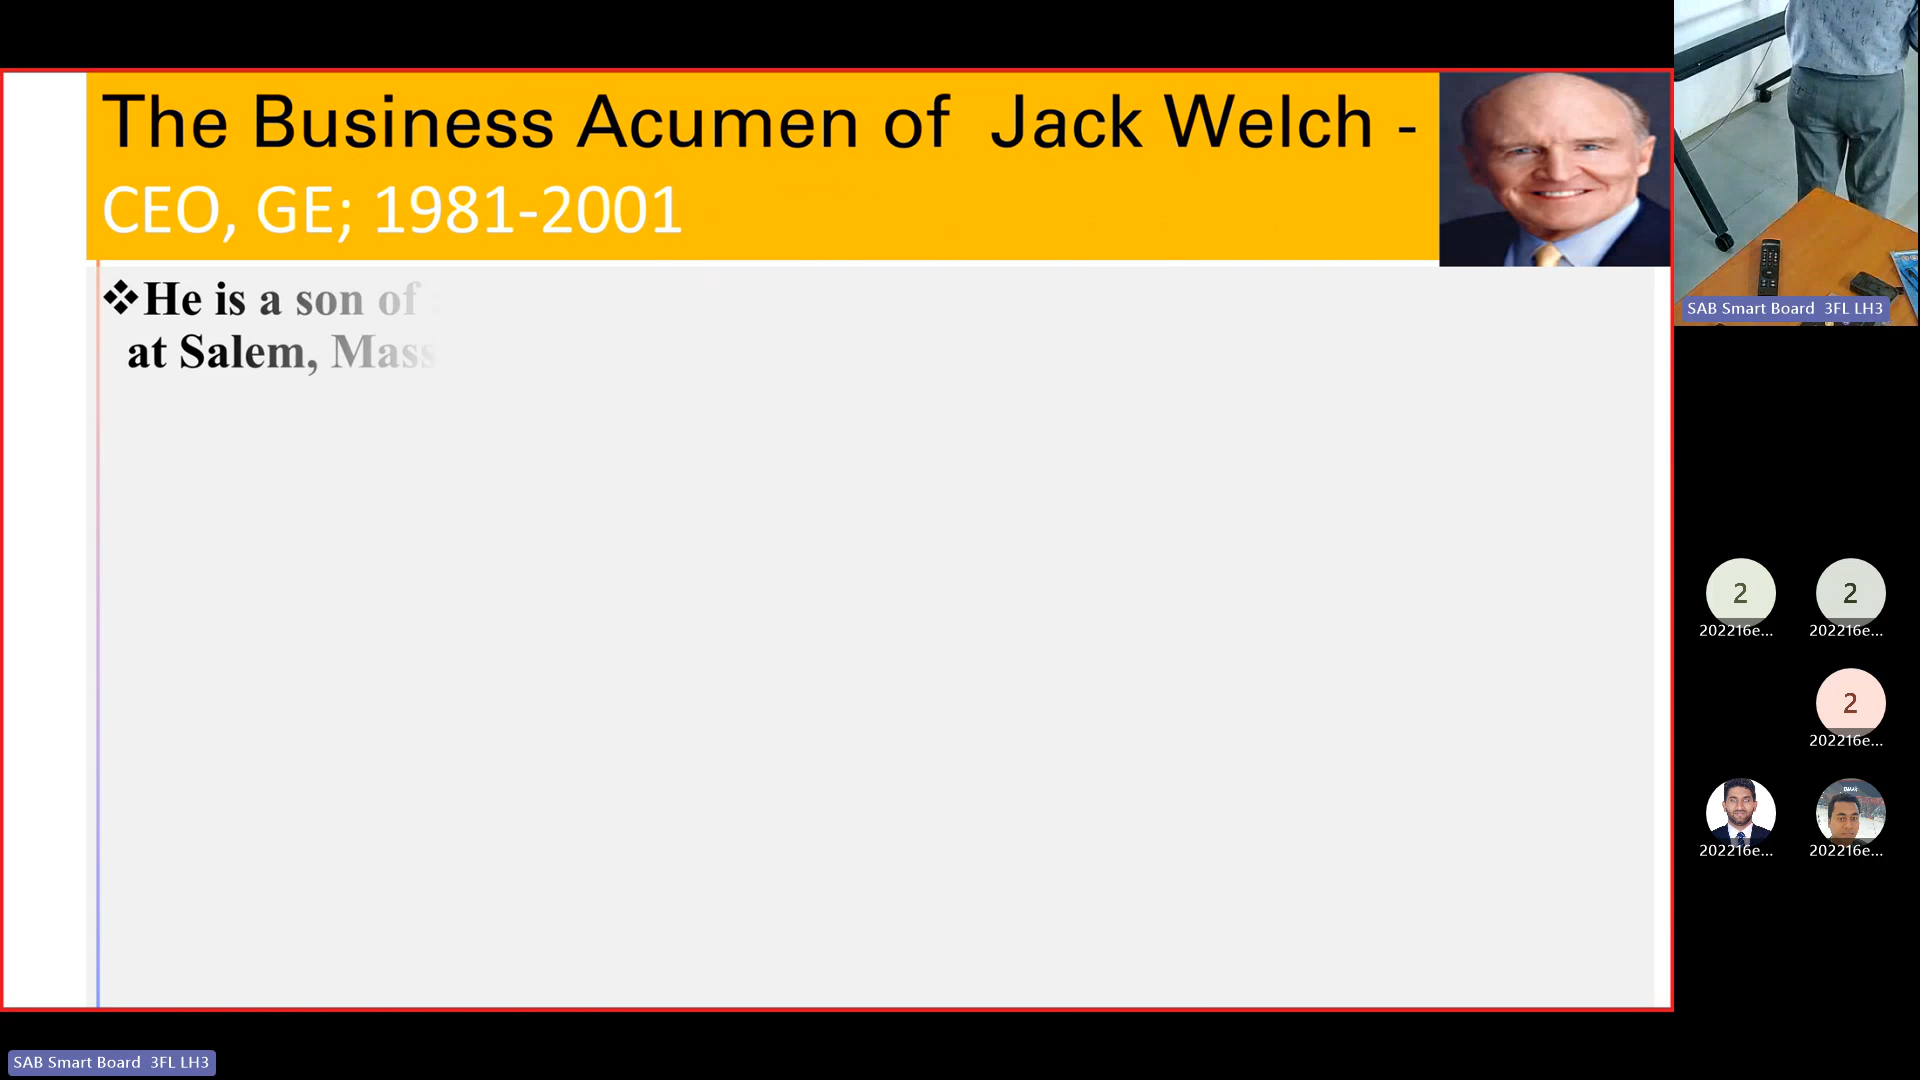 The Business Acumen of Jack Welch -
CEO, GE; 1981-2001
❖He is a son of
at Salem, Mass
SAB Smart Board 3FL LH3
2
202216e...
2
202216e...
2
202216e...
202216e...
202216e...
SAB Smart Board 3FL LH3